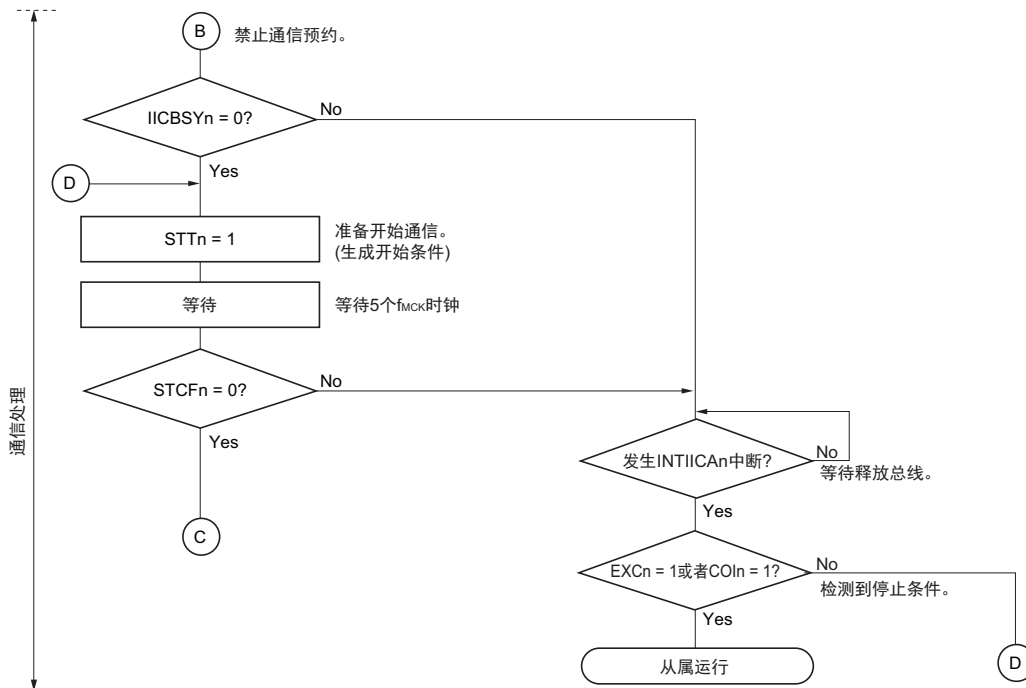 B
禁止通信预约。
IICBSYn = 0?
No
Yes
D
STTn = 1
准备开始通信。
(生成开始条件)
等待
等待5个fMCK时钟
STCFn = 0?
No
Yes
C
通信处理
发生INTIICAn中断?
No
等待释放总线。
Yes
EXCn = 1或者COIn = 1?
No
检测到停止条件。
Yes
从属运行
D